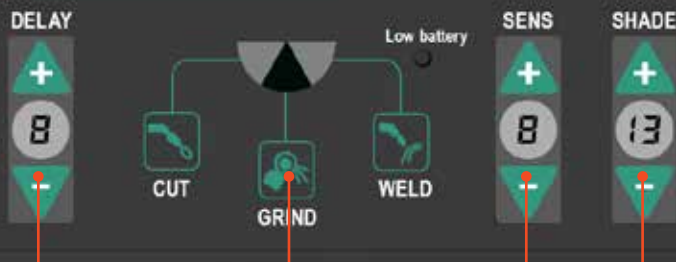 DELAY
+
8
-
Low battery
CUT
GRIND
WELD
SENS
+
8
-
SHADE
+
13
-